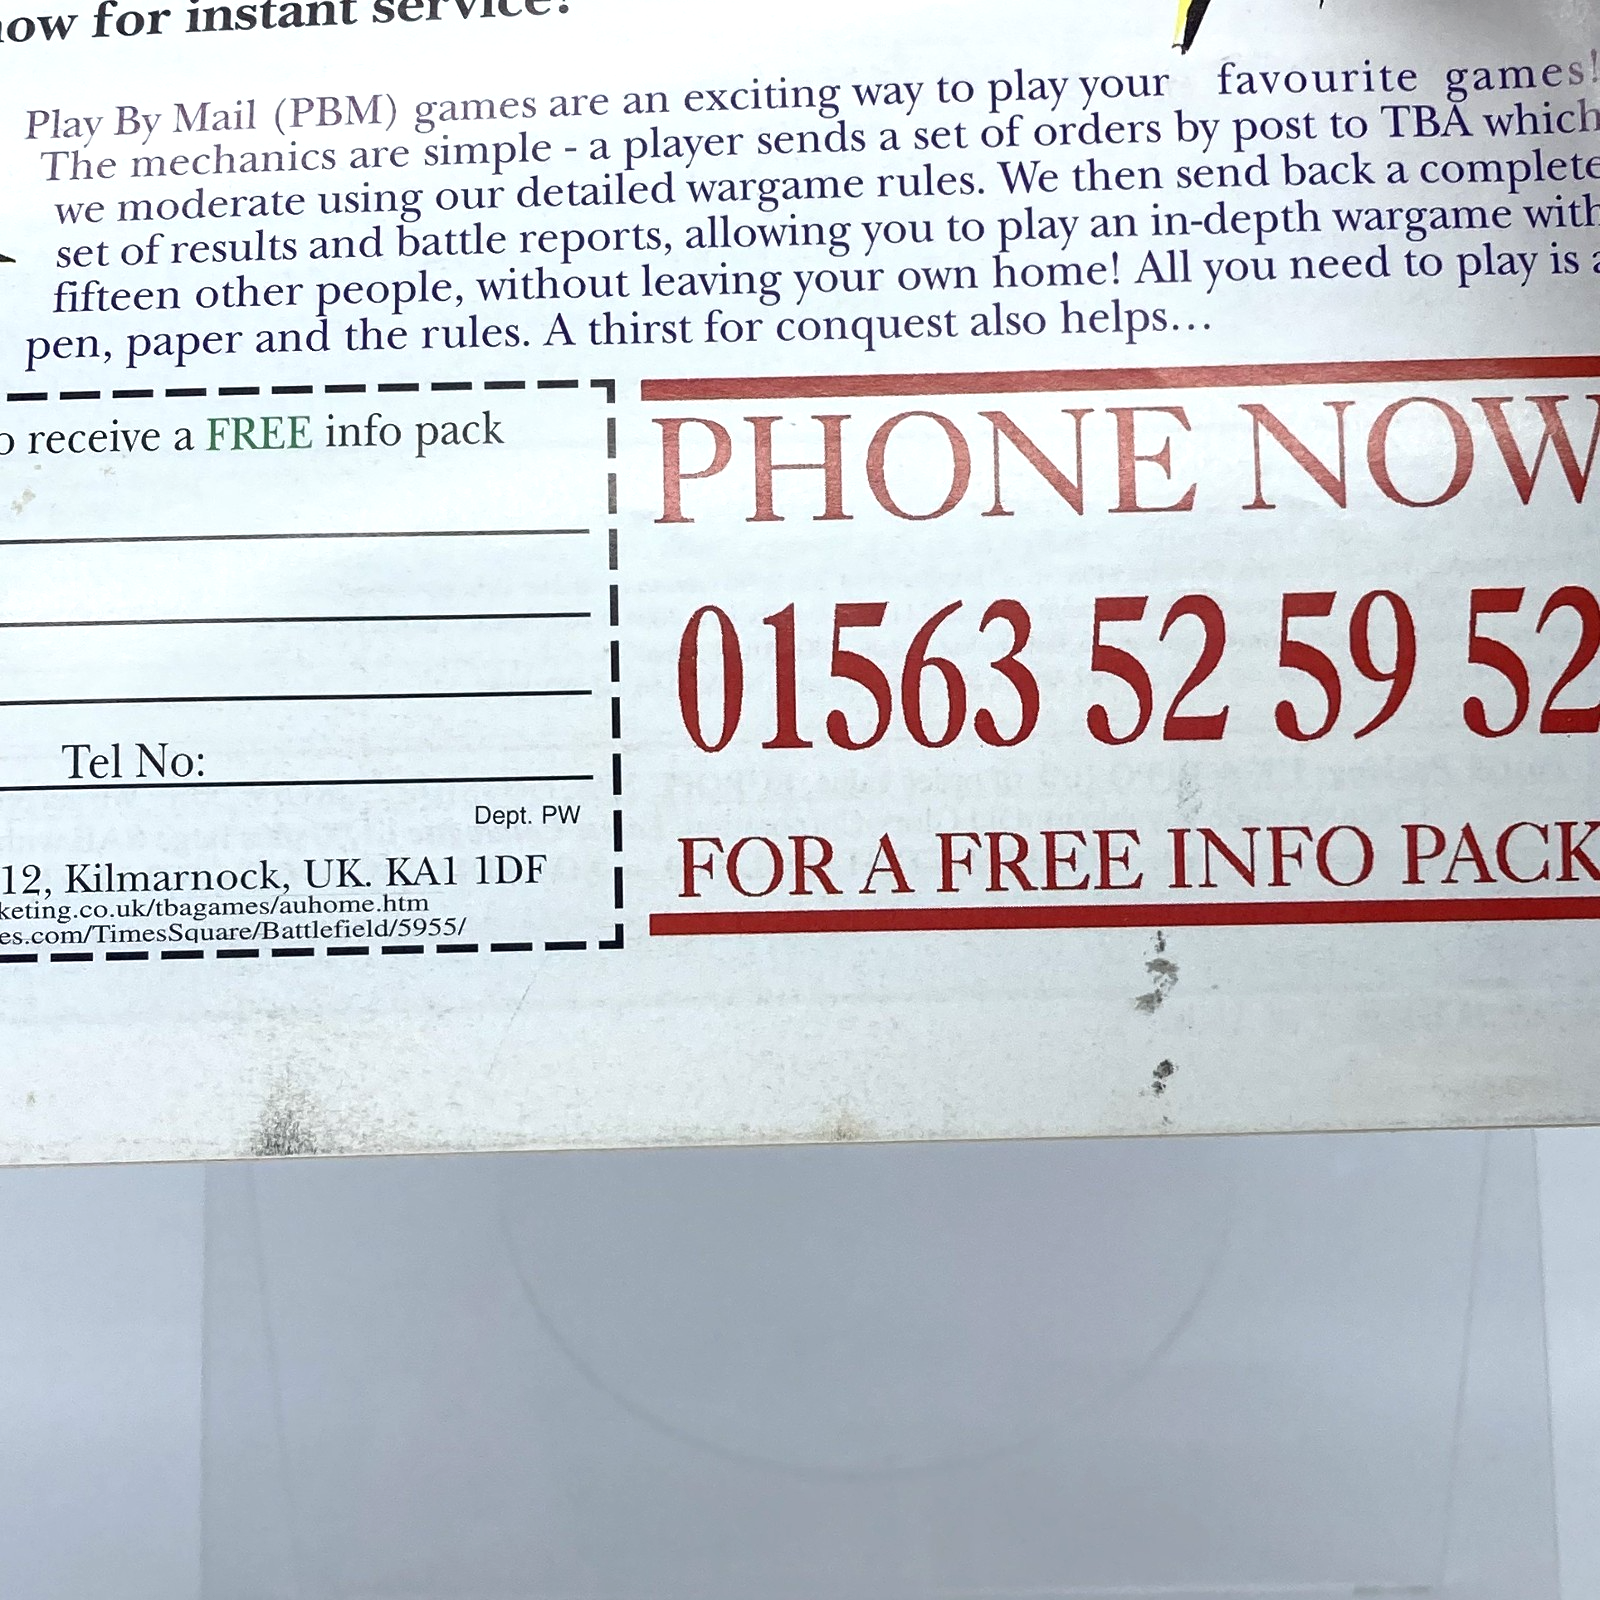 now for instant service!
Play By Mail (PBM) games are an exciting way to play your favourite games!
The mechanics are simple - a player sends a set of orders by post to TBA which
we moderate using our detailed wargame rules. We then send back a complete
set of results and battle reports, allowing you to play an in-depth wargame with
fifteen other people, without leaving your own home! All you need to play is a
pen, paper and the rules. A thirst for conquest also helps...
o receive a FREE info pack
Tel No:
Dept. PW
12, Kilmarnock, UK. KA1 1DF
keting.co.uk/tbagames/auhome.htm
es.com/TimesSquare/Battlefield/5955/
PHONE NOW
01563 52 59 52
FOR A FREE INFO PACK